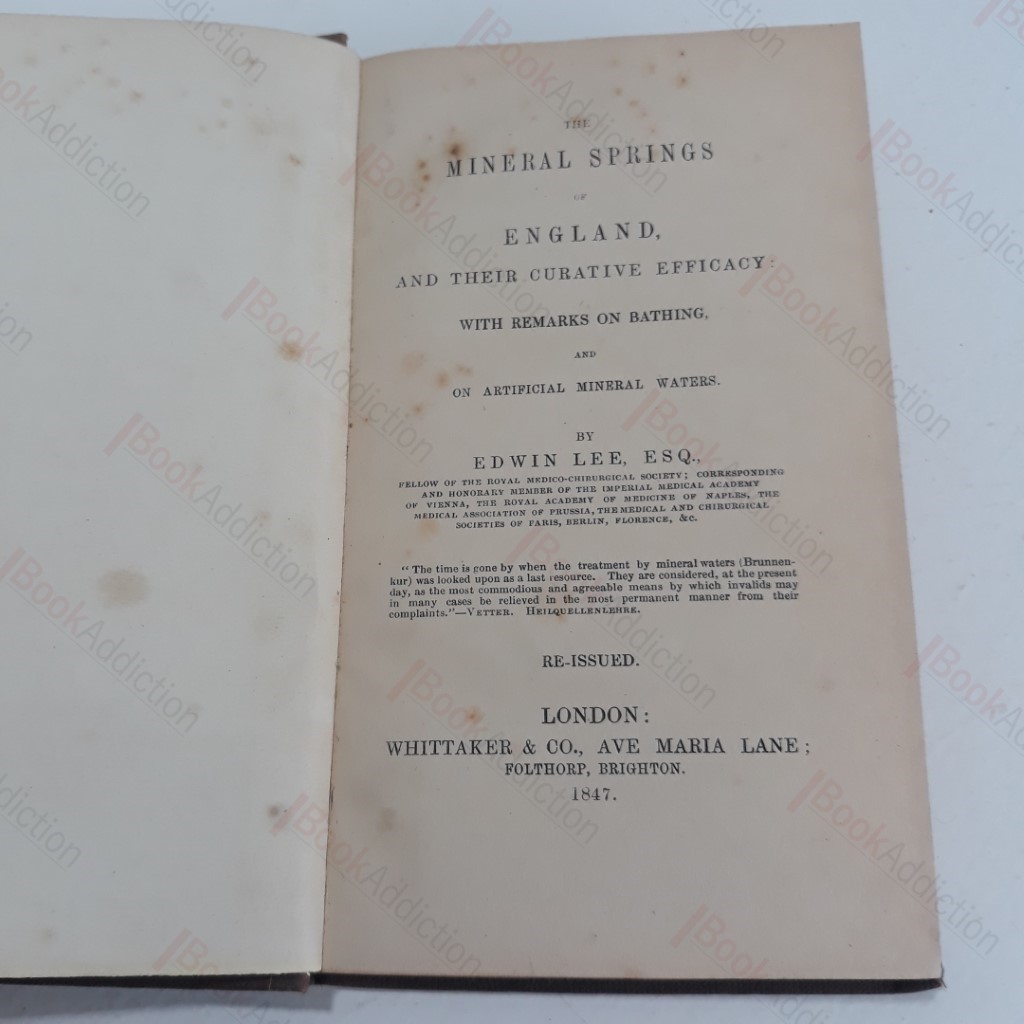 THE
MINERAL SPRINGS
OF
ENGLAND,
AND THEIR CURATIVE EFFICACY:
WITH REMARKS ON BATHING,
AND
ON ARTIFICIAL MINERAL WATERS.
BY
EDWIN LEE, ESQ.,
FELLOW OF THE ROYAL MEDICO-CHIRURGICAL SOCIETY; CORRESPONDING
AND HONORARY MEMBER OF THE IMPERIAL MEDICAL ACADEMY
OF VIENNA, THE ROYAL ACADEMY OF MEDICINE OF NAPLES, THE
MEDICAL ASSOCIATION OF PRUSSIA, THE MEDICAL AND CHIRURGICAL
SOCIETIES OF PARIS, BERLIN, FLORENCE, &C.
"The time is gone by when the treatment by mineral waters (Brunnen-
kur) was looked upon as a last resource. They are considered, at the present
day, as the most commodious and agreeable means by which invalids may
in many cases be relieved in the most permanent manner from their
complaints."—VETTER. HEILQUELLENLEHRE.
RE-ISSUED.
LONDON:
WHITTAKER & CO., AVE MARIA LANE;
FOLTHORP, BRIGHTON.
1847.
BookAddiction